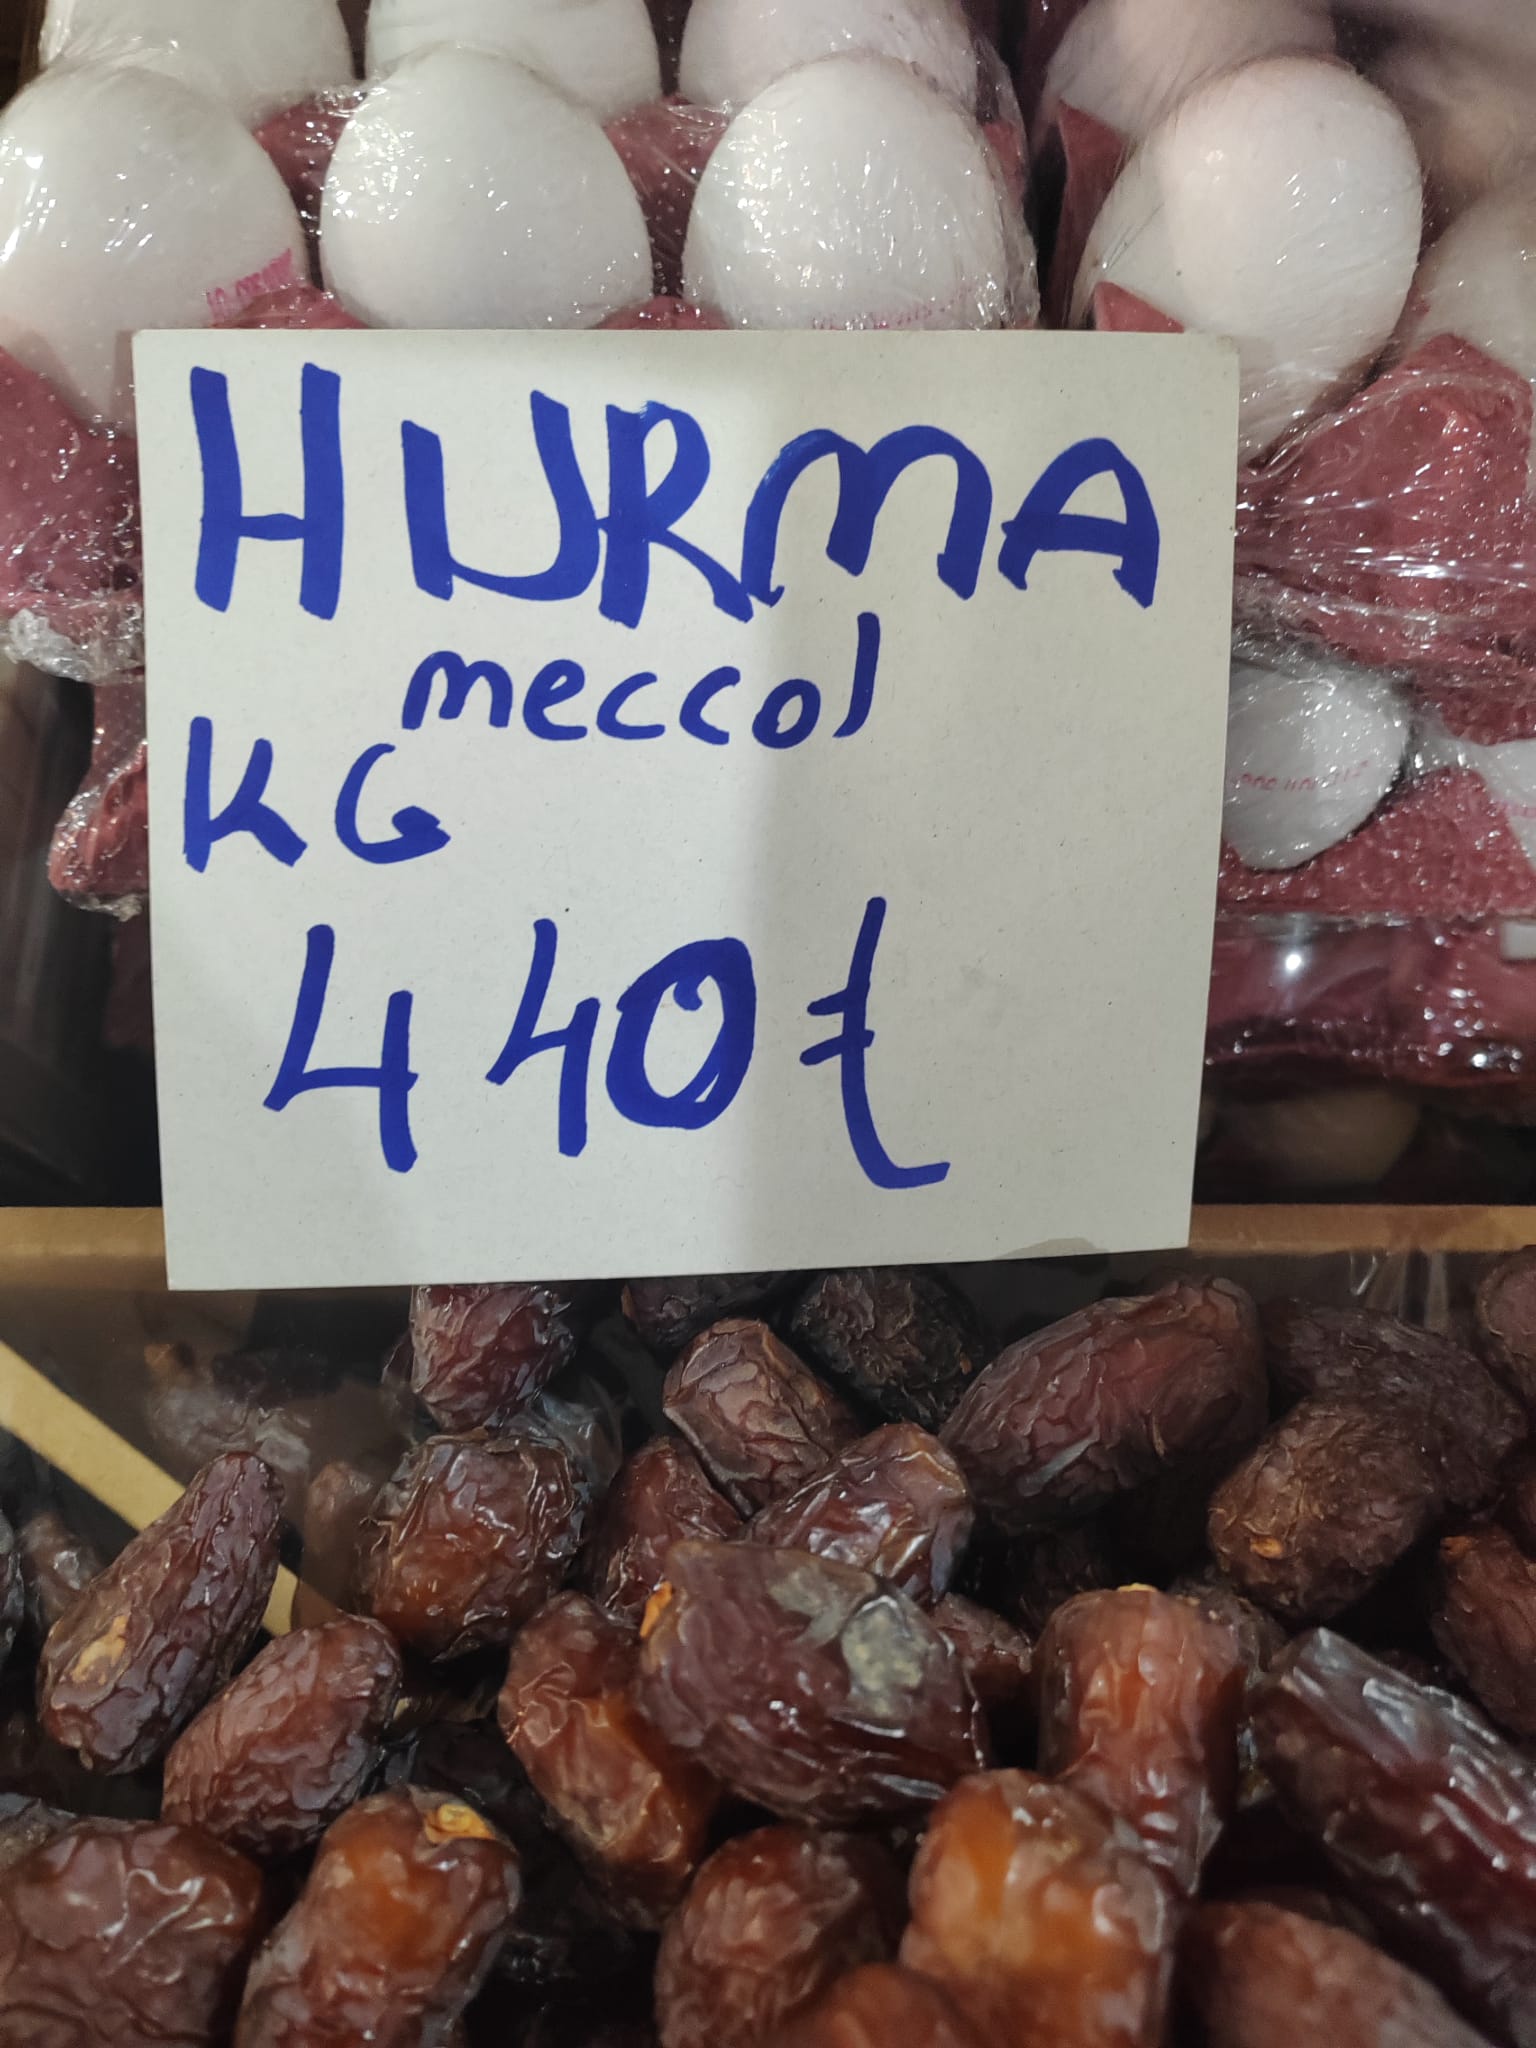 HURMA
meccol
KG
440₺